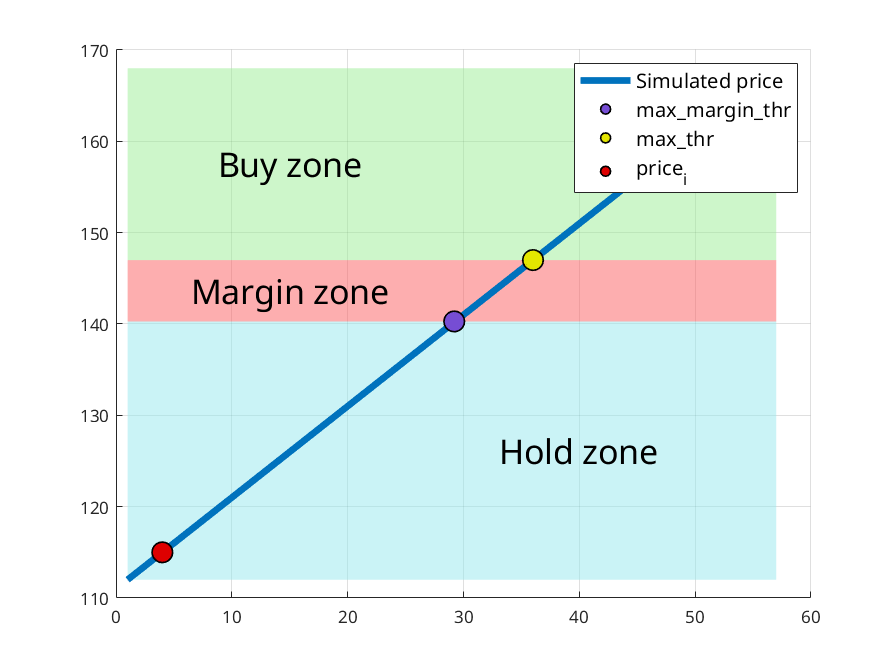 170
160
150
140
130
120
110
0 10 20 30 40 50 60
Simulated price
max_margin_thr
max_thr
price_i
Buy zone
Margin zone
Hold zone